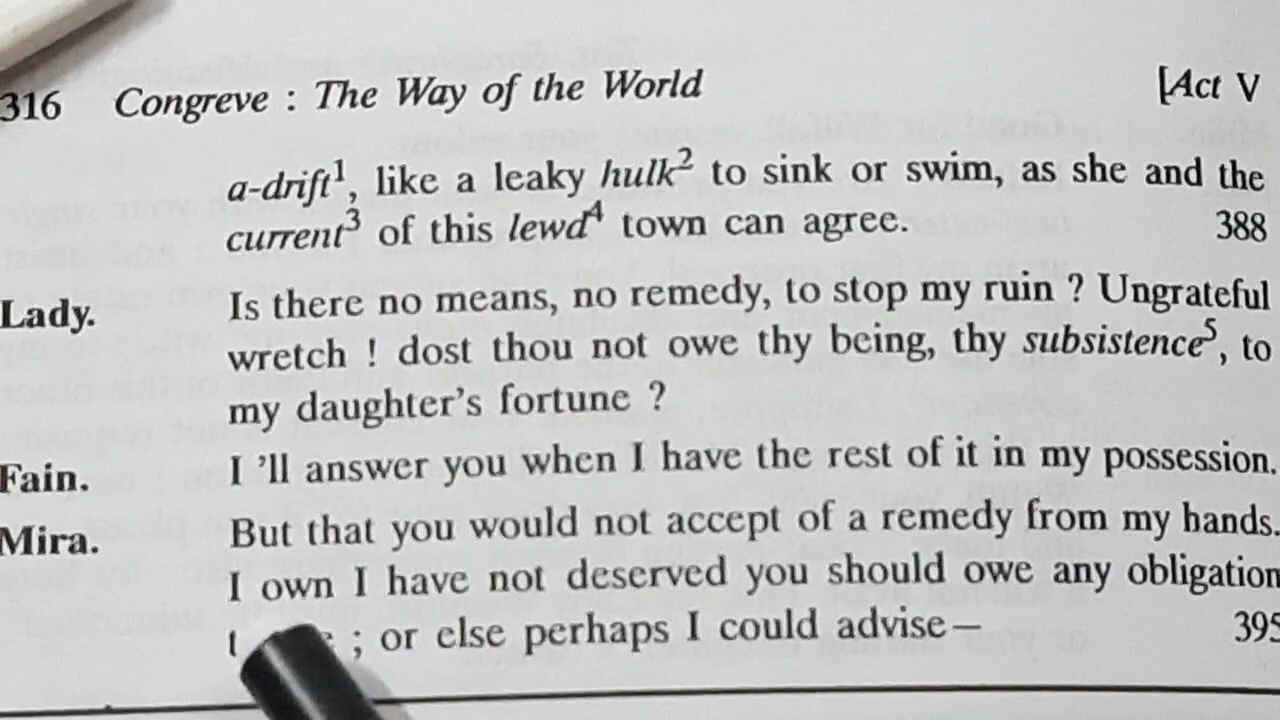 316 Congreve : The Way of the World [Act V
a-drift¹, like a leaky hulk² to sink or swim, as she and the
current³ of this lewd⁴ town can agree. 388
Lady. Is there no means, no remedy, to stop my ruin ? Ungrateful
wretch ! dost thou not owe thy being, thy subsistence⁵, to
my daughter's fortune ?
Fain. I 'll answer you when I have the rest of it in my possession.
Mira. But that you would not accept of a remedy from my hands.
I own I have not deserved you should owe any obligation
; or else perhaps I could advise— 395